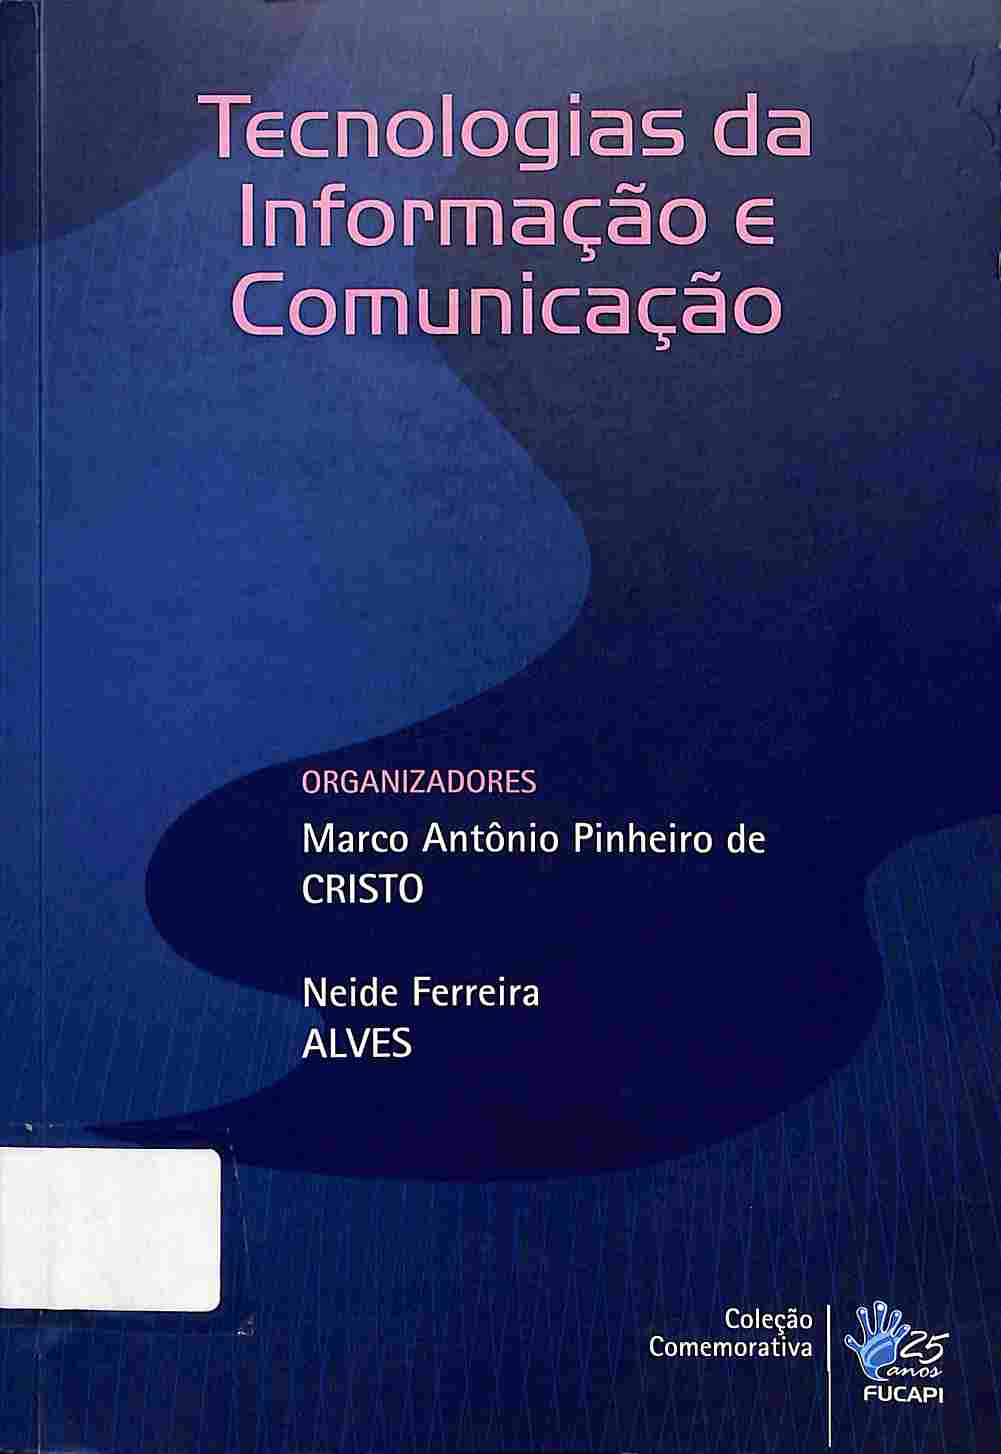 Tecnologias da
Informação e
Comunicação
ORGANIZADORES
Marco Antônio Pinheiro de
CRISTO
Neide Ferreira
ALVES
Coleção
Comemorativa
25
anos
FUCAPI